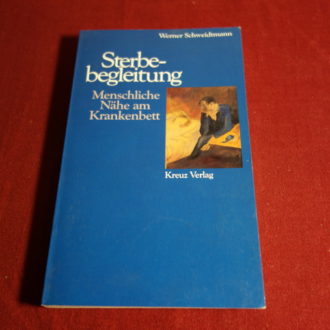 Werner Schweidtmann
Sterbe-
begleitung
Menschliche
Nähe am
Krankenbett
Kreuz Verlag